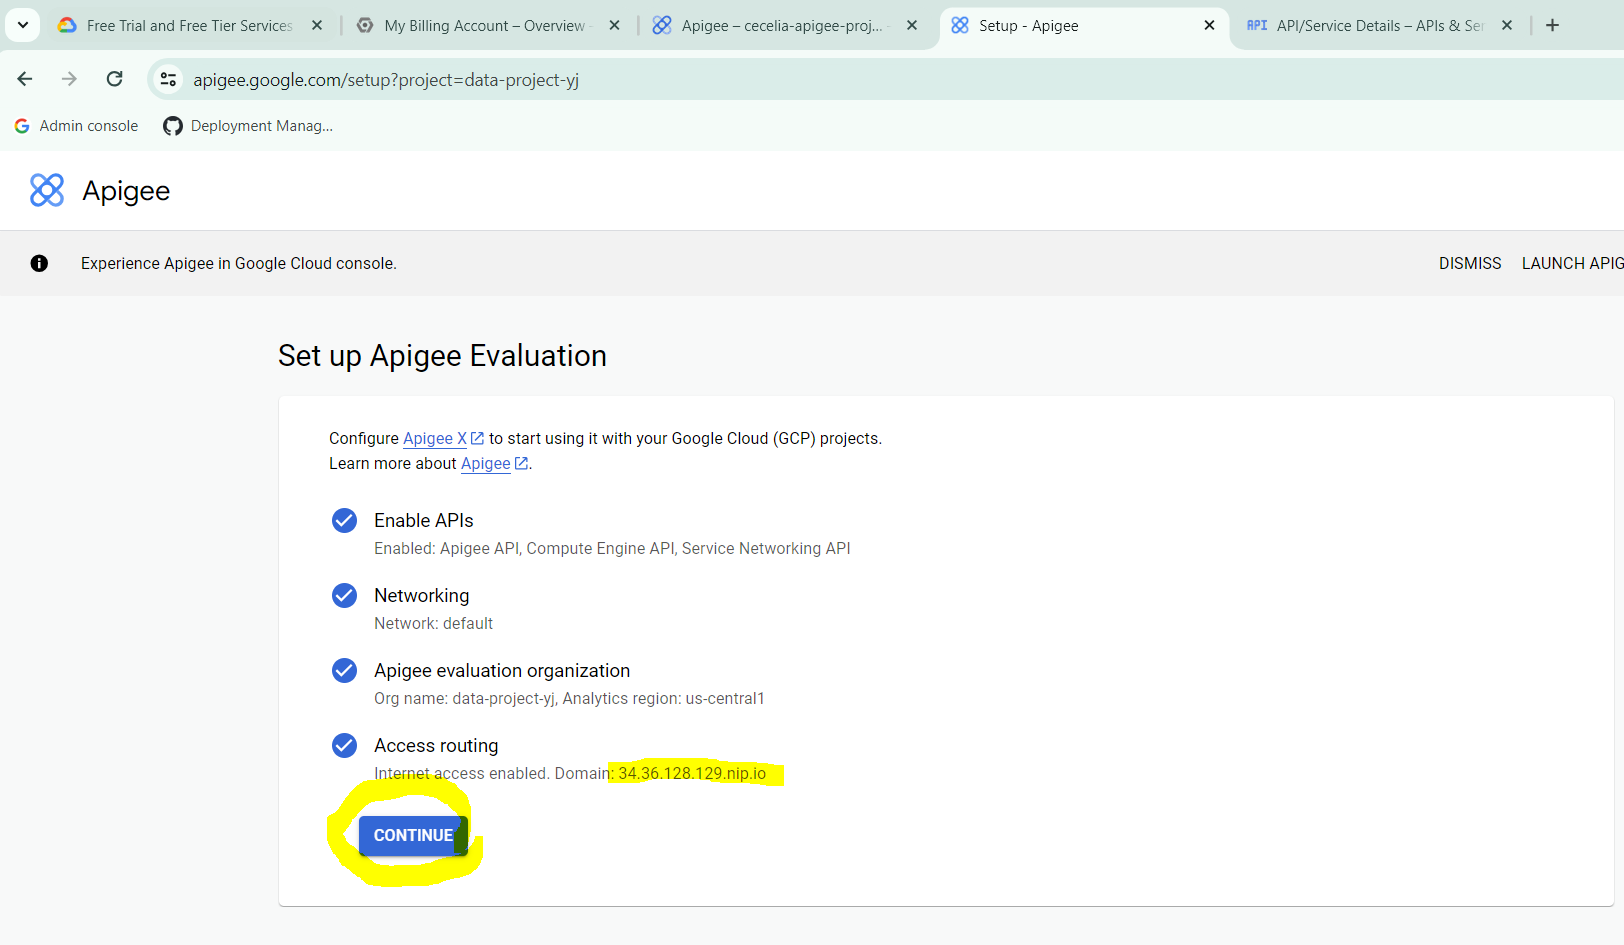 Free Trial and Free Tier Services
My Billing Account – Overview -
Apigee – cecelia-apigee-proj... -
Setup - Apigee
API API/Service Details – APIs & Ser
apigee.google.com/setup?project=data-project-yj
Admin console
Deployment Manag...
Apigee
Experience Apigee in Google Cloud console.
DISMISS
LAUNCH APIG
Set up Apigee Evaluation
Configure Apigee X to start using it with your Google Cloud (GCP) projects.
Learn more about Apigee .
Enable APIs
Enabled: Apigee API, Compute Engine API, Service Networking API
Networking
Network: default
Apigee evaluation organization
Org name: data-project-yj, Analytics region: us-central1
Access routing
Internet access enabled. Domain: 34.36.128.129.nip.io
CONTINUE